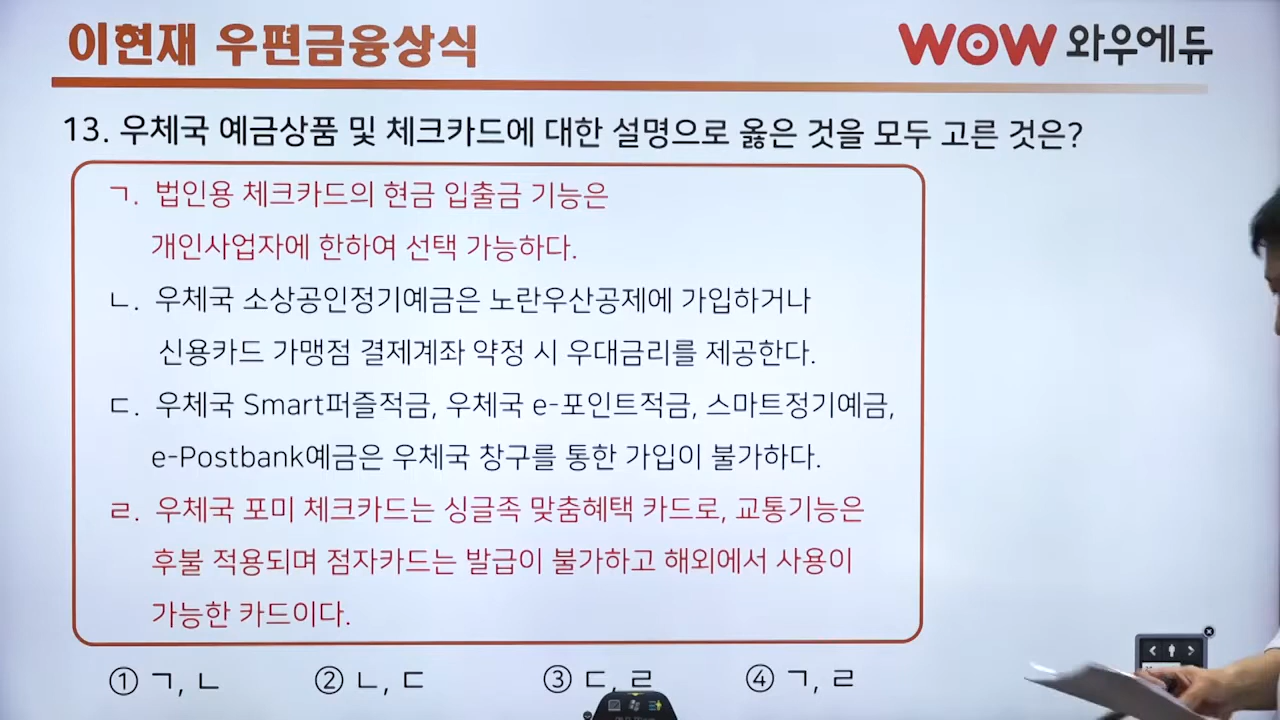 이현재 우편금융상식
WOW 와우에듀
13. 우체국 예금상품 및 체크카드에 대한 설명으로 옳은 것을 모두 고른 것은?
ㄱ. 법인용 체크카드의 현금 입출금 기능은
개인사업자에 한하여 선택 가능하다.
ㄴ. 우체국 소상공인정기예금은 노란우산공제에 가입하거나
신용카드 가맹점 결제계좌 약정 시 우대금리를 제공한다.
ㄷ. 우체국 Smart퍼즐적금, 우체국 e-포인트적금, 스마트정기예금,
e-Postbank예금은 우체국 창구를 통한 가입이 불가하다.
ㄹ. 우체국 포미 체크카드는 싱글족 맞춤혜택 카드로, 교통기능은
후불 적용되며 점자카드는 발급이 불가하고 해외에서 사용이
가능한 카드이다.
① ㄱ, ㄴ ② ㄴ, ㄷ ③ ㄷ, ㄹ ④ ㄱ, ㄹ